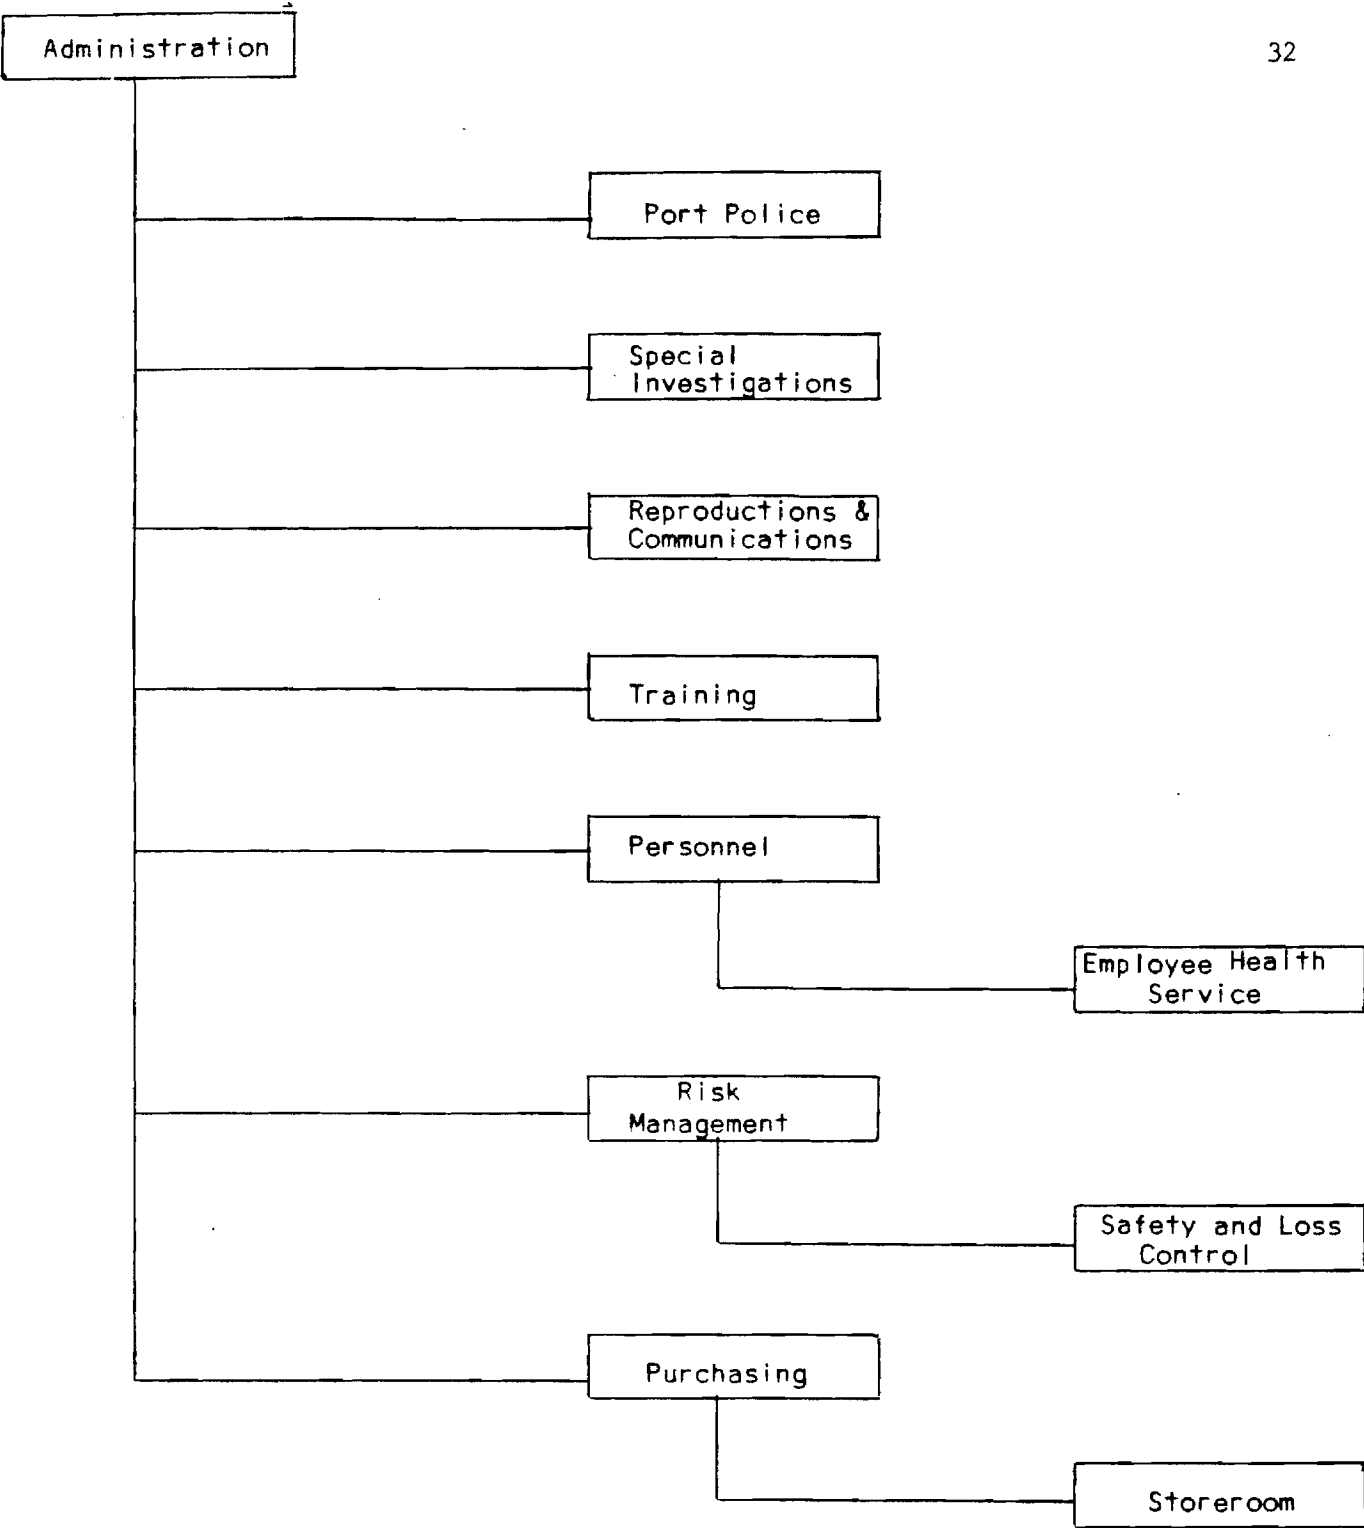 Administration
32
Port Police
Special
Investigations
Reproductions &
Communications
Training
Personnel
Employee Health
Service
Risk
Management
Safety and Loss
Control
Purchasing
Storeroom